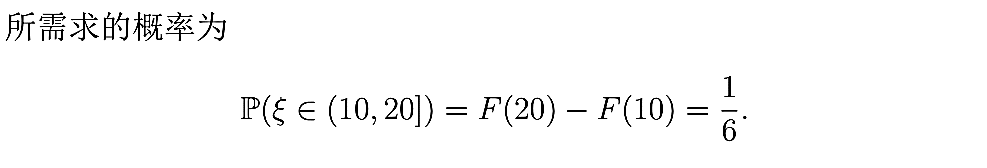 所需求的概率为
ℙ(ξ ∈ (10, 20]) = F(20) − F(10) = 1/6.